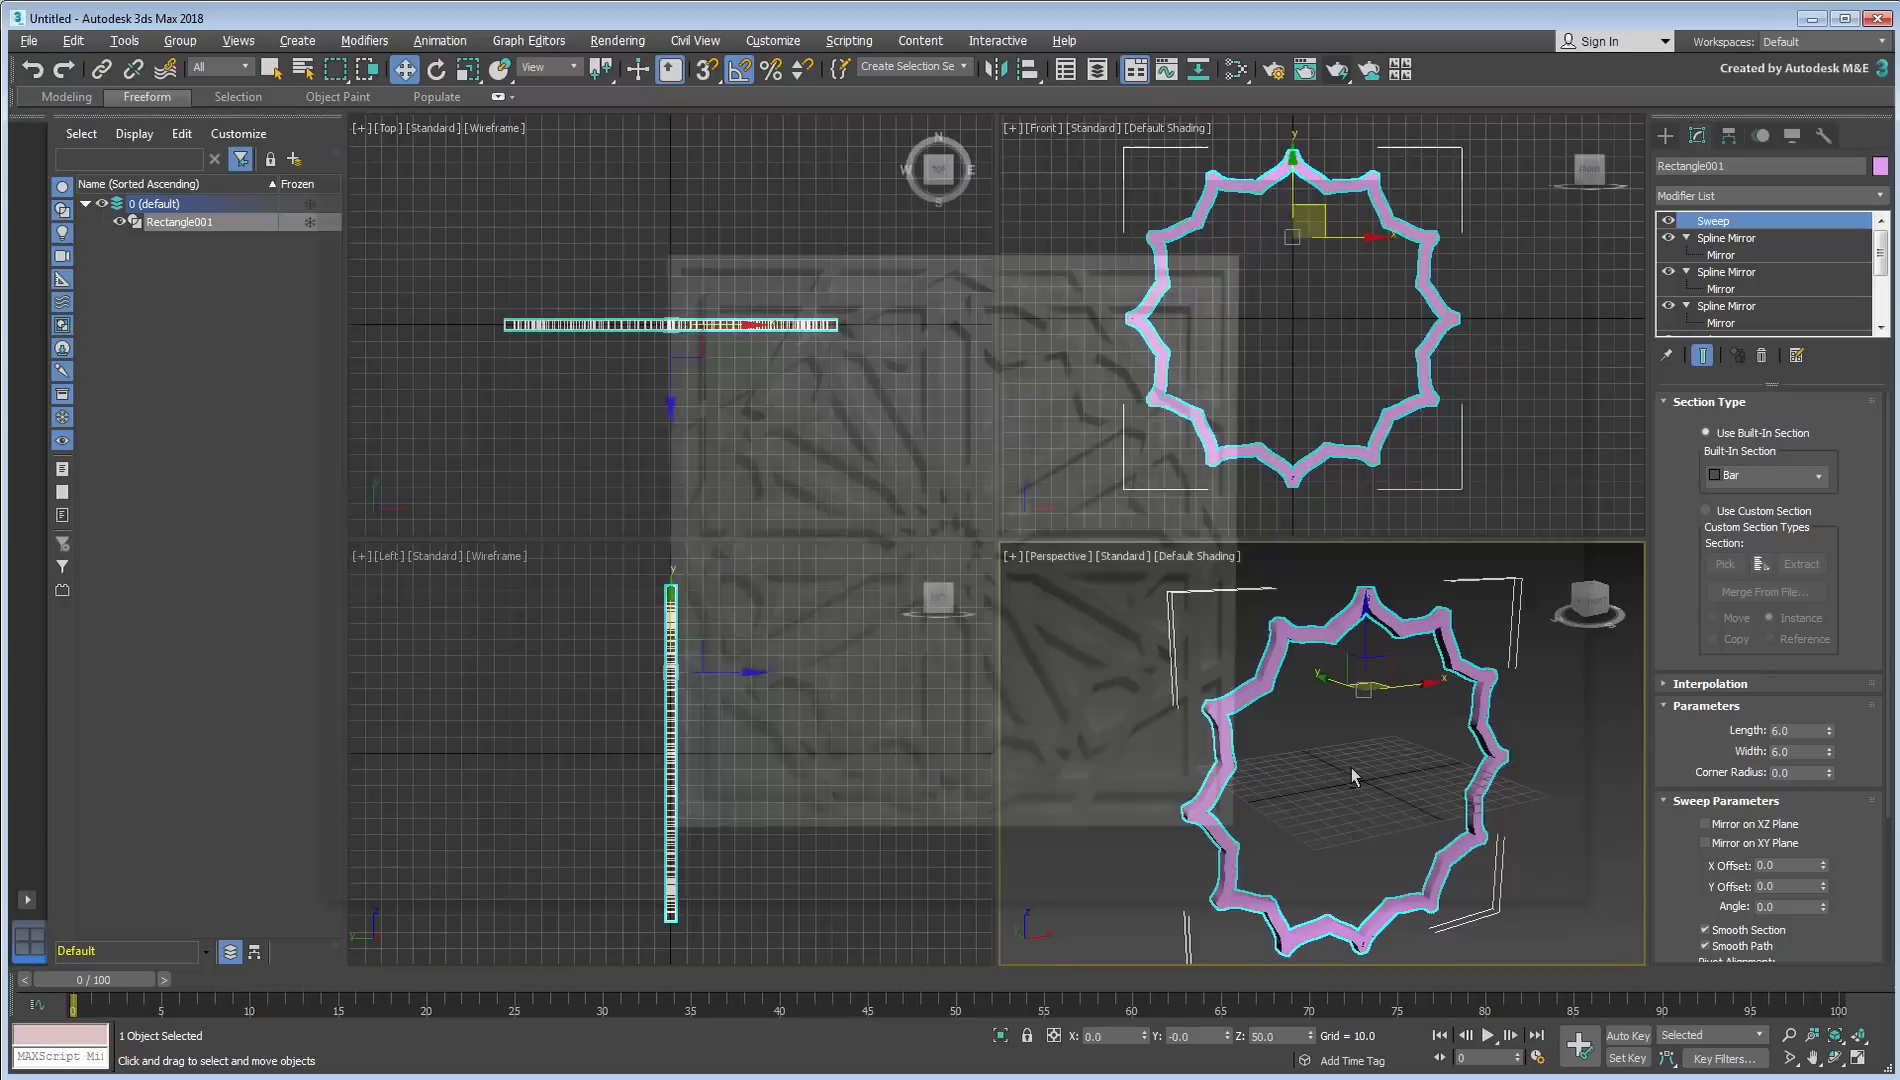 Untitled - Autodesk 3ds Max 2018
File Edit Tools Group Views Create Modifiers Animation Graph Editors Rendering Civil View Customize Scripting Content Interactive Help
Sign In
Workspaces: Default
All
View
Create Selection Se
Created by Autodesk M&E
Modeling Freeform Selection Object Paint Populate
Select Display Edit Customize
Name (Sorted Ascending) Frozen
0 (default)
Rectangle001
[+] [Top] [Standard] [Wireframe]
N
W TOP E
S
[+] [Front] [Standard] [Default Shading]
y
x
FRONT
[+] [Left] [Standard] [Wireframe]
y
[+] [Perspective] [Standard] [Default Shading]
y
x
Rectangle001
Modifier List
Sweep
Spline Mirror
Mirror
Spline Mirror
Mirror
Spline Mirror
Mirror
Section Type
Use Built-In Section
Built-In Section
Bar
Use Custom Section
Custom Section Types
Section:
Pick Extract
Merge From File...
Move Instance
Copy Reference
Interpolation
Parameters
Length: 6.0
Width: 6.0
Corner Radius: 0.0
Sweep Parameters
Mirror on XZ Plane
Mirror on XY Plane
X Offset: 0.0
Y Offset: 0.0
Angle: 0.0
Smooth Section
Smooth Path
Pivot Alignment:
Default
< 0 / 100 >
0 5 10 15 20 25 30 35 40 45 50 55 60 65 70 75 80 85 90 95 100
1 Object Selected
X: 0.0 Y: -0.0 Z: 50.0 Grid = 10.0
Auto Key Selected
MAXScript Mi
Click and drag to select and move objects
Add Time Tag
0
Set Key Key Filters...